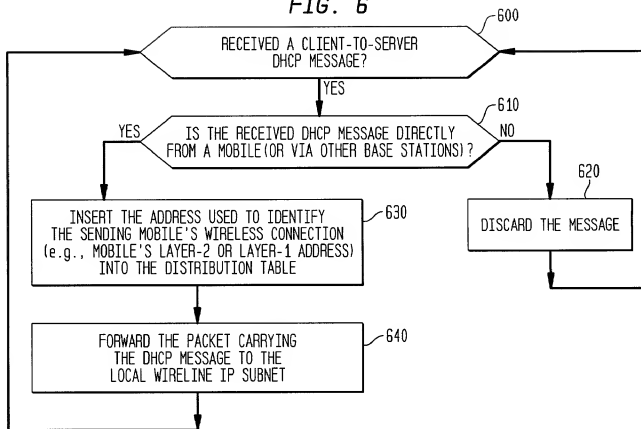 FIG. 6
600
RECEIVED A CLIENT-TO-SERVER
DHCP MESSAGE?
YES
610
YES
IS THE RECEIVED DHCP MESSAGE DIRECTLY
FROM A MOBILE(OR VIA OTHER BASE STATIONS)?
NO
630
INSERT THE ADDRESS USED TO IDENTIFY
THE SENDING MOBILE'S WIRELESS CONNECTION
(e.g., MOBILE'S LAYER-2 OR LAYER-1 ADDRESS)
INTO THE DISTRIBUTION TABLE
620
DISCARD THE MESSAGE
640
FORWARD THE PACKET CARRYING
THE DHCP MESSAGE TO THE
LOCAL WIRELINE IP SUBNET